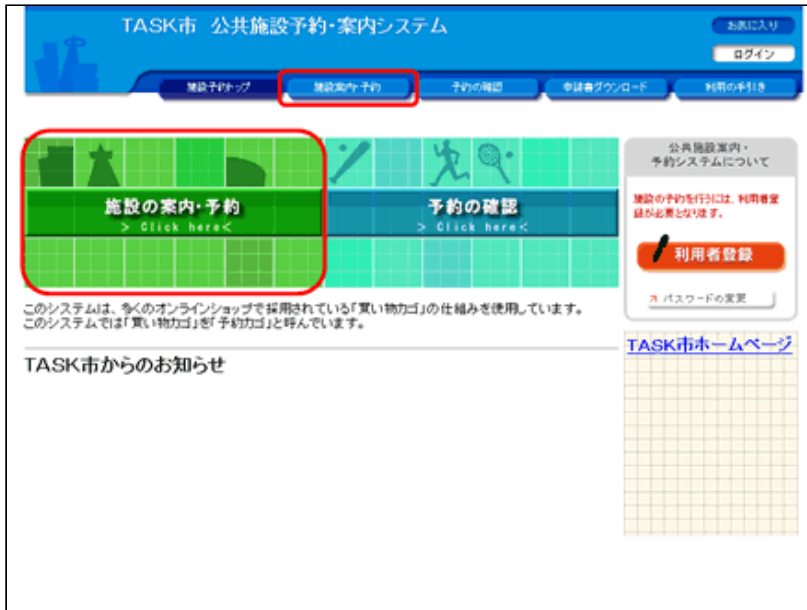 TASK市　公共施設予約・案内システム
お気に入り
ログイン
施設予約トップ
施設案内・予約
予約の確認
申請書ダウンロード
利用の手引き
施設の案内・予約
> Click here<
予約の確認
> Click here<
このシステムは、多くのオンラインショップで採用されている「買い物カゴ」の仕組みを使用しています。
このシステムでは「買い物カゴ」を「予約カゴ」と呼んでいます。
TASK市からのお知らせ
公共施設案内・
予約システムについて
施設の予約を行うには、利用者登
録が必要となります。
利用者登録
パスワードの変更
TASK市ホームページ